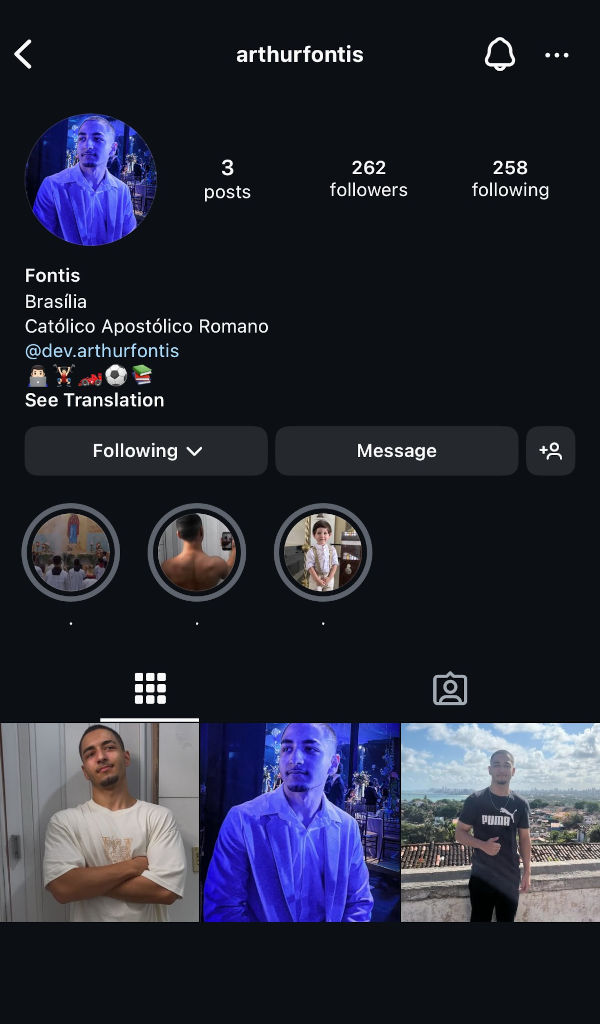 arthurfontis
3 262 258
posts followers following
Fontis
Brasília
Católico Apostólico Romano
@dev.arthurfontis
See Translation
Following Message
. . .
PUMA